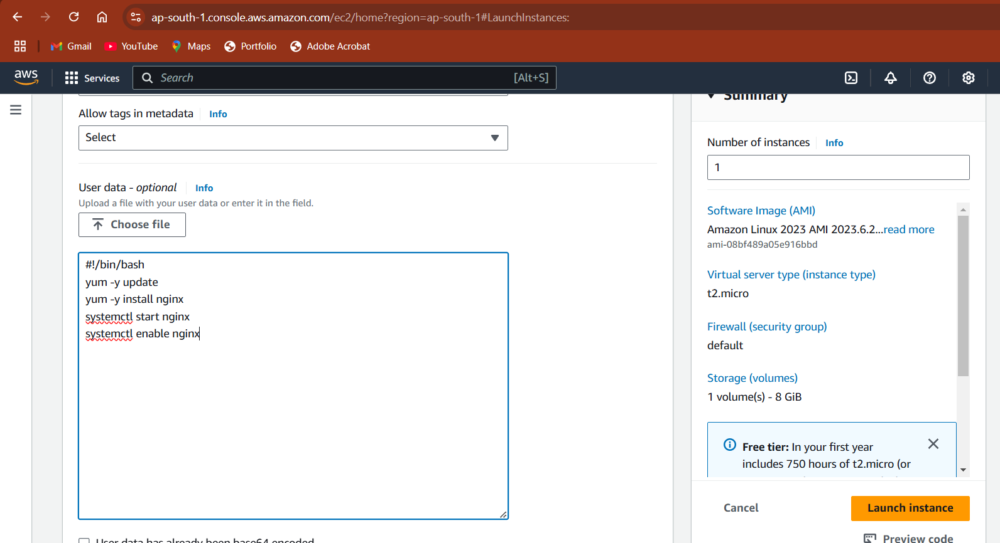 ap-south-1.console.aws.amazon.com/ec2/home?region=ap-south-1#LaunchInstances:
Gmail YouTube Maps Portfolio Adobe Acrobat
aws Services Search [Alt+S]
Allow tags in metadata Info
Select
User data - optional Info
Upload a file with your user data or enter it in the field.
Choose file
#!/bin/bash
yum -y update
yum -y install nginx
systemctl start nginx
systemctl enable nginx
User data has already been base64 encoded
Summary
Number of instances Info
1
Software Image (AMI)
Amazon Linux 2023 AMI 2023.6.2...read more
ami-08bf489a05e916bbd
Virtual server type (instance type)
t2.micro
Firewall (security group)
default
Storage (volumes)
1 volume(s) - 8 GiB
Free tier: In your first year
includes 750 hours of t2.micro (or
Cancel Launch instance
Preview code